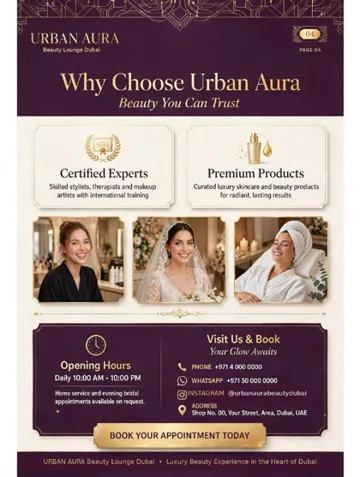 URBAN AURA
Beauty Lounge Dubai
04
PAGE 04
Why Choose Urban Aura
Beauty You Can Trust
Certified Experts
Skilled stylists, therapists and makeup
artists with international training
Premium Products
Curated luxury skincare and beauty products
for radiant, lasting results
Opening Hours
Daily 10:00 AM - 10:00 PM
Home service and evening bridal
appointments available on request.
Visit Us & Book
Your Glow Awaits
PHONE +971 4 000 0000
WHATSAPP +971 50 000 0000
INSTAGRAM @urbanaurabeautydubai
ADDRESS
Shop No. 00, Your Street, Area, Dubai, UAE
BOOK YOUR APPOINTMENT TODAY
URBAN AURA Beauty Lounge Dubai • Luxury Beauty Experience in the Heart of Dubai